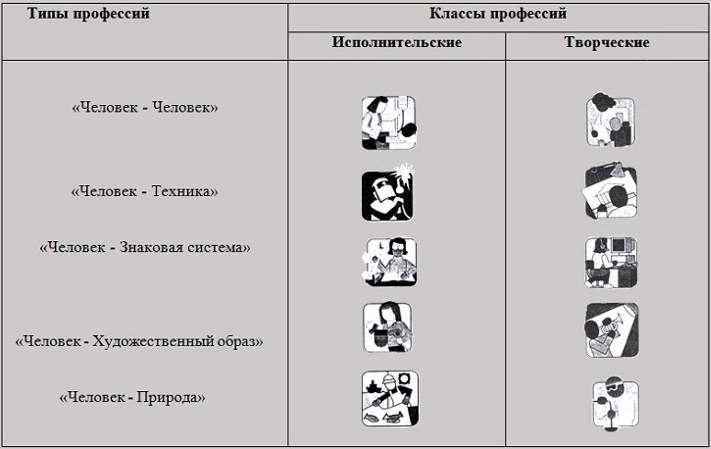 Типы профессий
Классы профессий
Исполнительские
Творческие
«Человек - Человек»
«Человек - Техника»
«Человек - Знаковая система»
«Человек - Художественный образ»
«Человек - Природа»